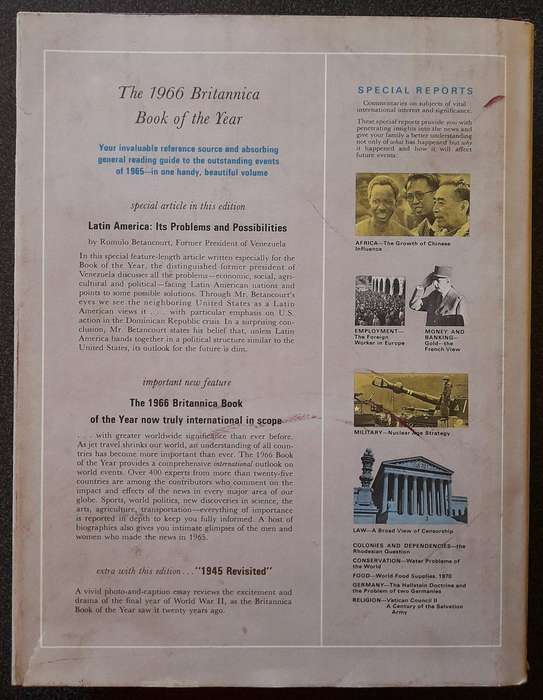 The 1966 Britannica
Book of the Year
Your invaluable reference source and absorbing
general reading guide to the outstanding events
of 1965—in one handy, beautiful volume
special article in this edition
Latin America: Its Problems and Possibilities
by Romulo Betancourt, Former President of Venezuela
In this special feature-length article written especially for the
Book of the Year, the distinguished former president of
Venezuela discusses all the problems—economic, social, agri-
cultural and political—facing Latin American nations and
points to some possible solutions. Through Mr. Betancourt's
eyes we see the neighboring United States as a Latin
American views it . . . with particular emphasis on U.S.
action in the Dominican Republic crisis. In a surprising con-
clusion, Mr. Betancourt states his belief that, unless Latin
America bands together in a political structure similar to the
United States, its outlook for the future is dim.
important new feature
The 1966 Britannica Book
of the Year now truly international in scope
. . . with greater worldwide significance than ever before.
As jet travel shrinks our world, an understanding of all coun-
tries has become more important than ever. The 1966 Book
of the Year provides a comprehensive international outlook on
world events. Over 400 experts from more than twenty-five
countries are among the contributors who comment on the
impact and effects of the news in every major area of our
globe. Sports, world politics, new discoveries in science, the
arts, agriculture, transportation—everything of importance
is reported in depth to keep you fully informed. A host of
biographies also gives you intimate glimpses of the men and
women who made the news in 1965.
extra with this edition . . . "1945 Revisited"
A vivid photo-and-caption essay reviews the excitement and
drama of the final year of World War II, as the Britannica
Book of the Year saw it twenty years ago.
SPECIAL REPORTS
Commentaries on subjects of vital
international interest and significance.
These special reports provide you with
penetrating insights into the news and
give your family a better understanding
not only of what has happened but why
it happened and how it will affect
future events.
AFRICA—The Growth of Chinese
Influence
EMPLOYMENT—
The Foreign
Worker in Europe
MONEY AND
BANKING—
Gold—the
French View
MILITARY—Nuclear Age Strategy
LAW—A Broad View of Censorship
COLONIES AND DEPENDENCIES—the
Rhodesian Question
CONSERVATION—Water Problems of
the World
FOOD—World Food Supplies, 1970
GERMANY—The Hallstein Doctrine and
the Problem of two Germanies
RELIGION—Vatican Council II
A Century of the Salvation
Army